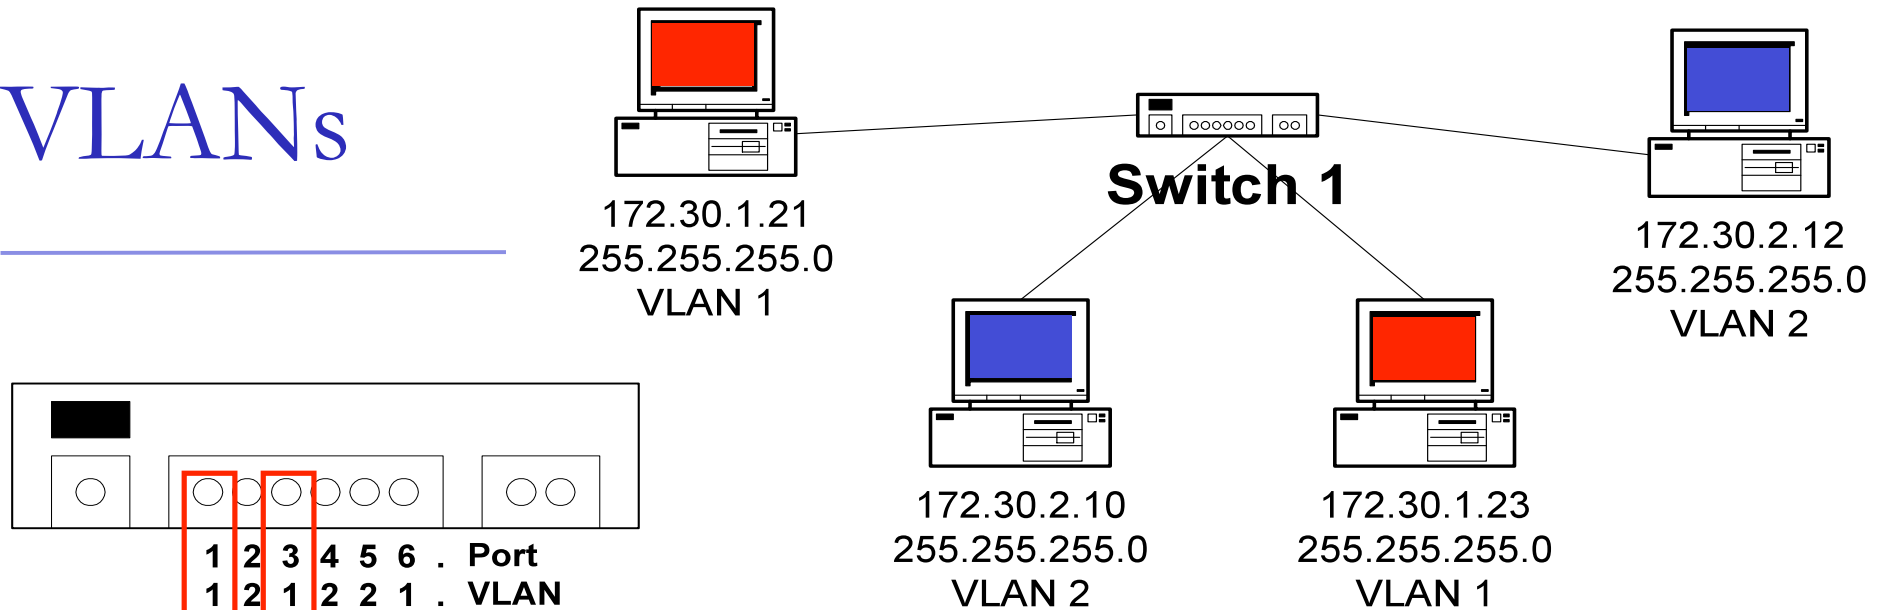 VLANs
172.30.1.21
255.255.255.0
VLAN 1
Switch 1
172.30.2.12
255.255.255.0
VLAN 2
172.30.2.10
255.255.255.0
VLAN 2
172.30.1.23
255.255.255.0
VLAN 1
1 2 3 4 5 6 . Port
1 2 1 2 2 1 . VLAN